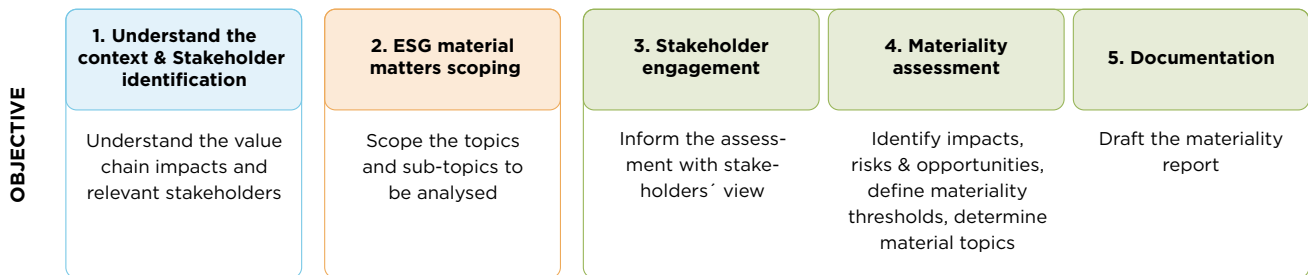 1. Understand the
context & Stakeholder
identification
2. ESG material
matters scoping
3. Stakeholder
engagement
4. Materiality
assessment
5. Documentation
OBJECTIVE
Understand the value
chain impacts and
relevant stakeholders
Scope the topics
and sub-topics to
be analysed
Inform the assess-
ment with stake-
holders´ view
Identify impacts,
risks & opportunities,
define materiality
thresholds, determine
material topics
Draft the materiality
report